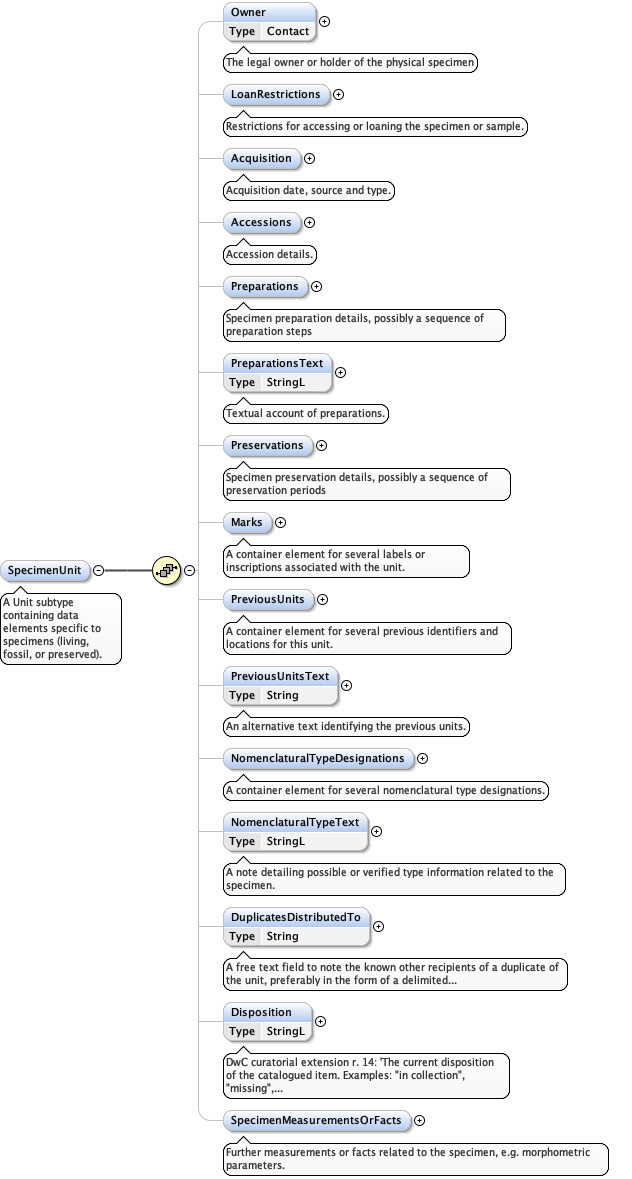 Owner
Type Contact
The legal owner or holder of the physical specimen
LoanRestrictions
Restrictions for accessing or loaning the specimen or sample.
Acquisition
Acquisition date, source and type.
Accessions
Accession details.
Preparations
Specimen preparation details, possibly a sequence of
preparation steps
PreparationsText
Type StringL
Textual account of preparations.
Preservations
Specimen preservation details, possibly a sequence of
preservation periods
Marks
A container element for several labels or
inscriptions associated with the unit.
SpecimenUnit
A Unit subtype
containing data
elements specific to
specimens (living,
fossil, or preserved).
PreviousUnits
A container element for several previous identifiers and
locations for this unit.
PreviousUnitsText
Type String
An alternative text identifying the previous units.
NomenclaturalTypeDesignations
A container element for several nomenclatural type designations.
NomenclaturalTypeText
Type StringL
A note detailing possible or verified type information related to the
specimen.
DuplicatesDistributedTo
Type String
A free text field to note the known other recipients of a duplicate of
the unit, preferably in the form of a delimited...
Disposition
Type StringL
DwC curatorial extension r. 14: 'The current disposition
of the catalogued item. Examples: "in collection",
"missing",...
SpecimenMeasurementsOrFacts
Further measurements or facts related to the specimen, e.g. morphometric
parameters.